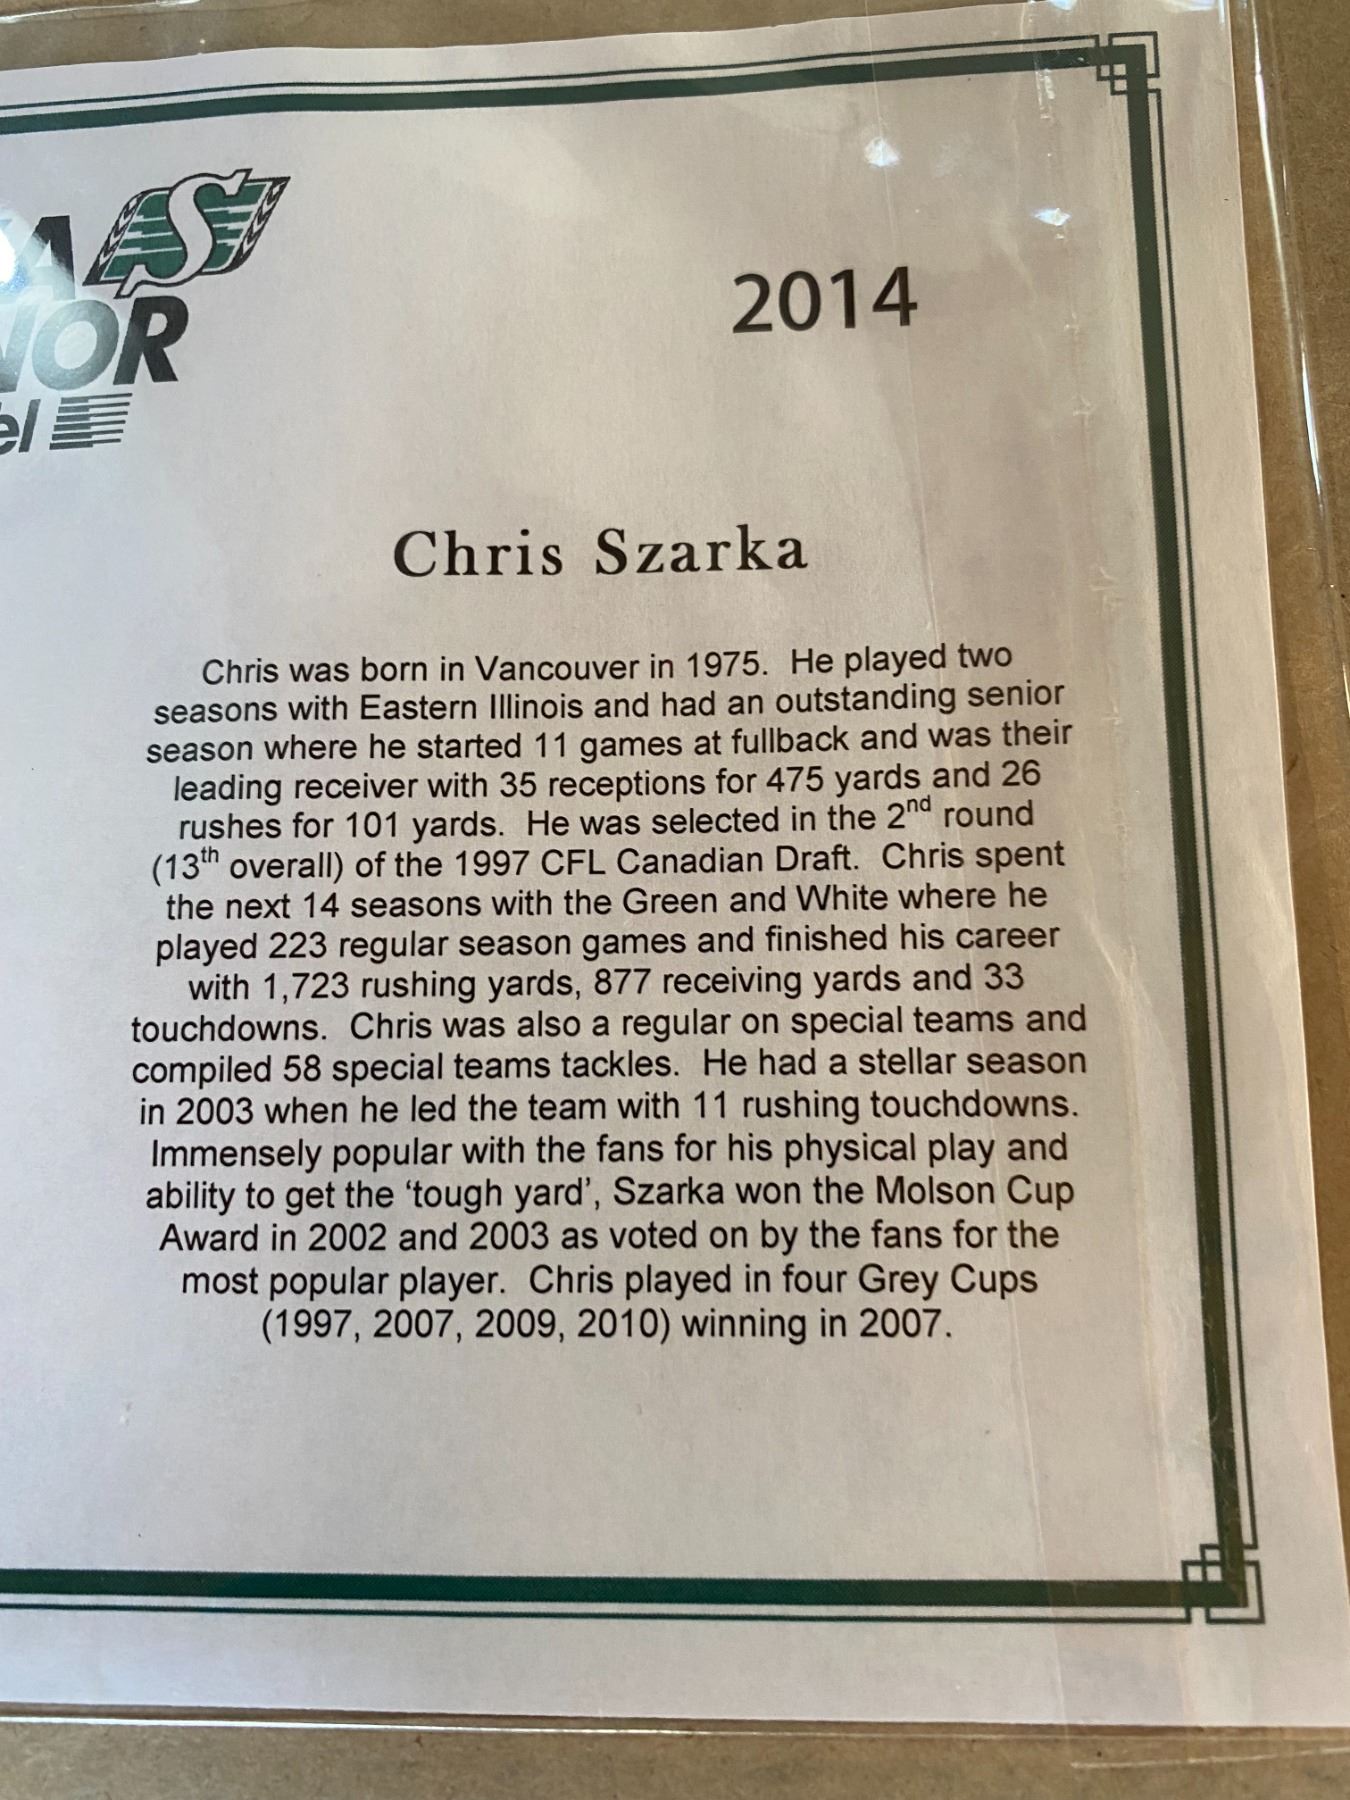 A S
NOR
el
2014
Chris Szarka
Chris was born in Vancouver in 1975. He played two
seasons with Eastern Illinois and had an outstanding senior
season where he started 11 games at fullback and was their
leading receiver with 35 receptions for 475 yards and 26
rushes for 101 yards. He was selected in the 2nd round
(13th overall) of the 1997 CFL Canadian Draft. Chris spent
the next 14 seasons with the Green and White where he
played 223 regular season games and finished his career
with 1,723 rushing yards, 877 receiving yards and 33
touchdowns. Chris was also a regular on special teams and
compiled 58 special teams tackles. He had a stellar season
in 2003 when he led the team with 11 rushing touchdowns.
Immensely popular with the fans for his physical play and
ability to get the ‘tough yard’, Szarka won the Molson Cup
Award in 2002 and 2003 as voted on by the fans for the
most popular player. Chris played in four Grey Cups
(1997, 2007, 2009, 2010) winning in 2007.